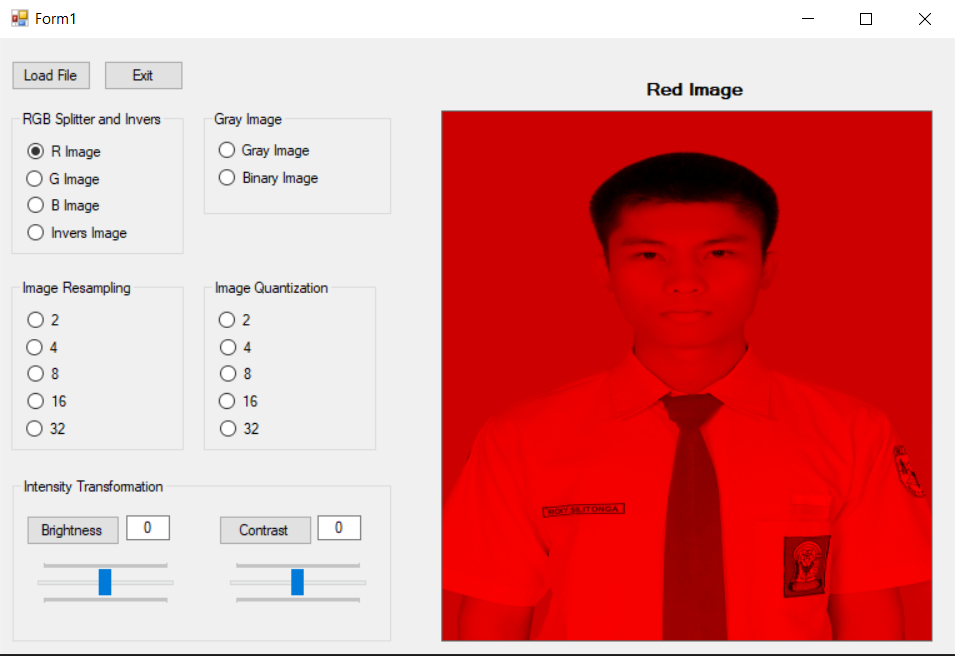 Form1
Load File
Exit
RGB Splitter and Invers
R Image
G Image
B Image
Invers Image
Gray Image
Gray Image
Binary Image
Image Resampling
2
4
8
16
32
Image Quantization
2
4
8
16
32
Intensity Transformation
Brightness
0
Contrast
0
Red Image